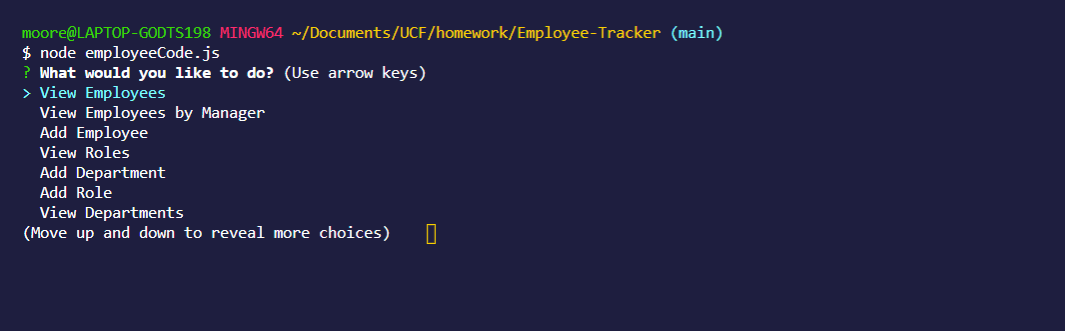 moore@LAPTOP-GODTS198 MINGW64 ~/Documents/UCF/homework/Employee-Tracker (main)
$ node employeeCode.js
? What would you like to do? (Use arrow keys)
> View Employees
  View Employees by Manager
  Add Employee
  View Roles
  Add Department
  Add Role
  View Departments
(Move up and down to reveal more choices)